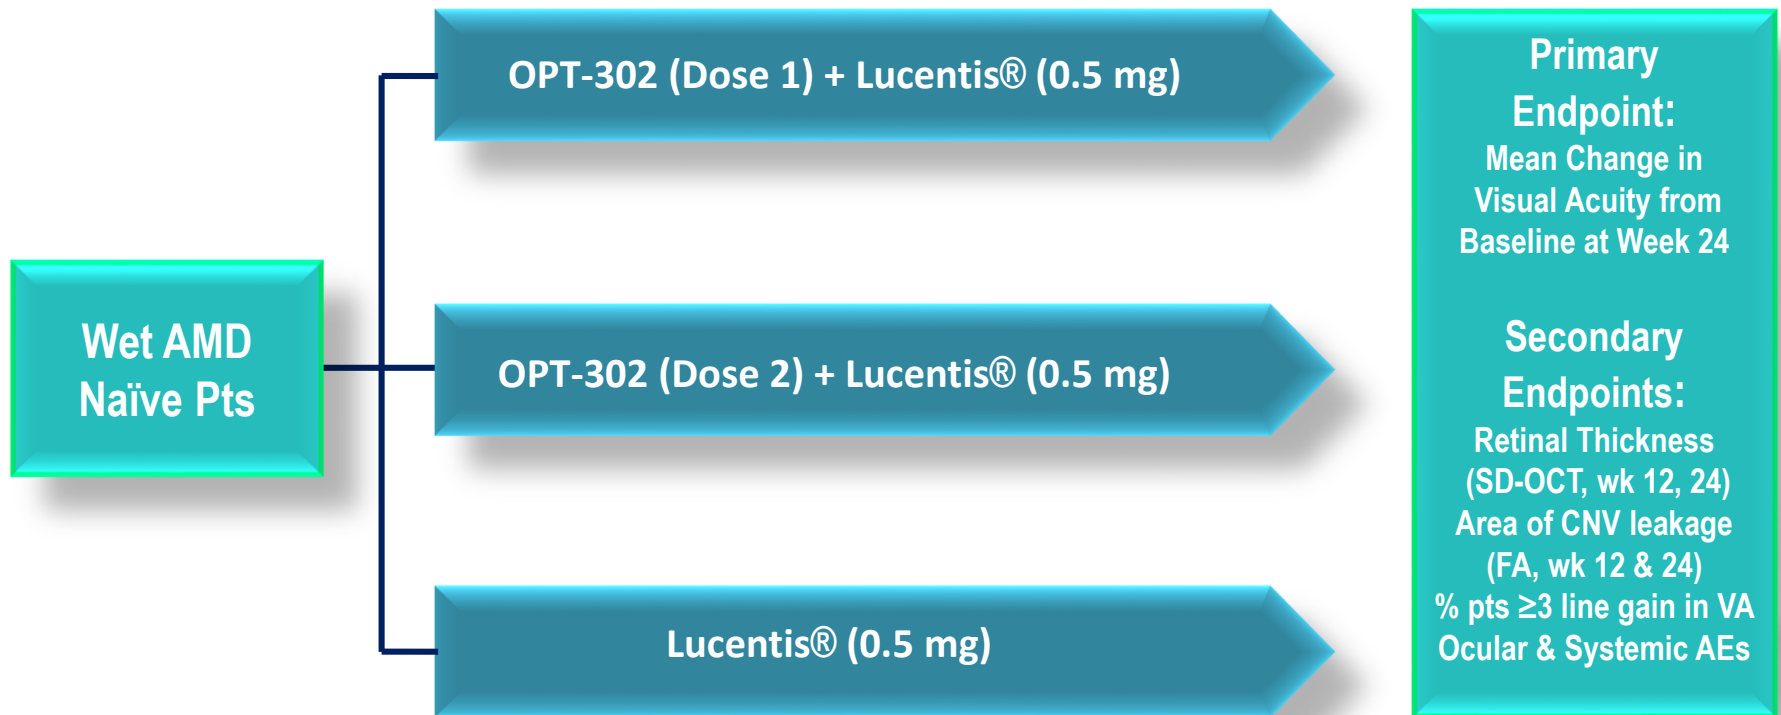 Wet AMD
Naïve Pts
OPT-302 (Dose 1) + Lucentis® (0.5 mg)
OPT-302 (Dose 2) + Lucentis® (0.5 mg)
Lucentis® (0.5 mg)
Primary
Endpoint:
Mean Change in
Visual Acuity from
Baseline at Week 24
Secondary
Endpoints:
Retinal Thickness
(SD-OCT, wk 12, 24)
Area of CNV leakage
(FA, wk 12 & 24)
% pts ≥3 line gain in VA
Ocular & Systemic AEs